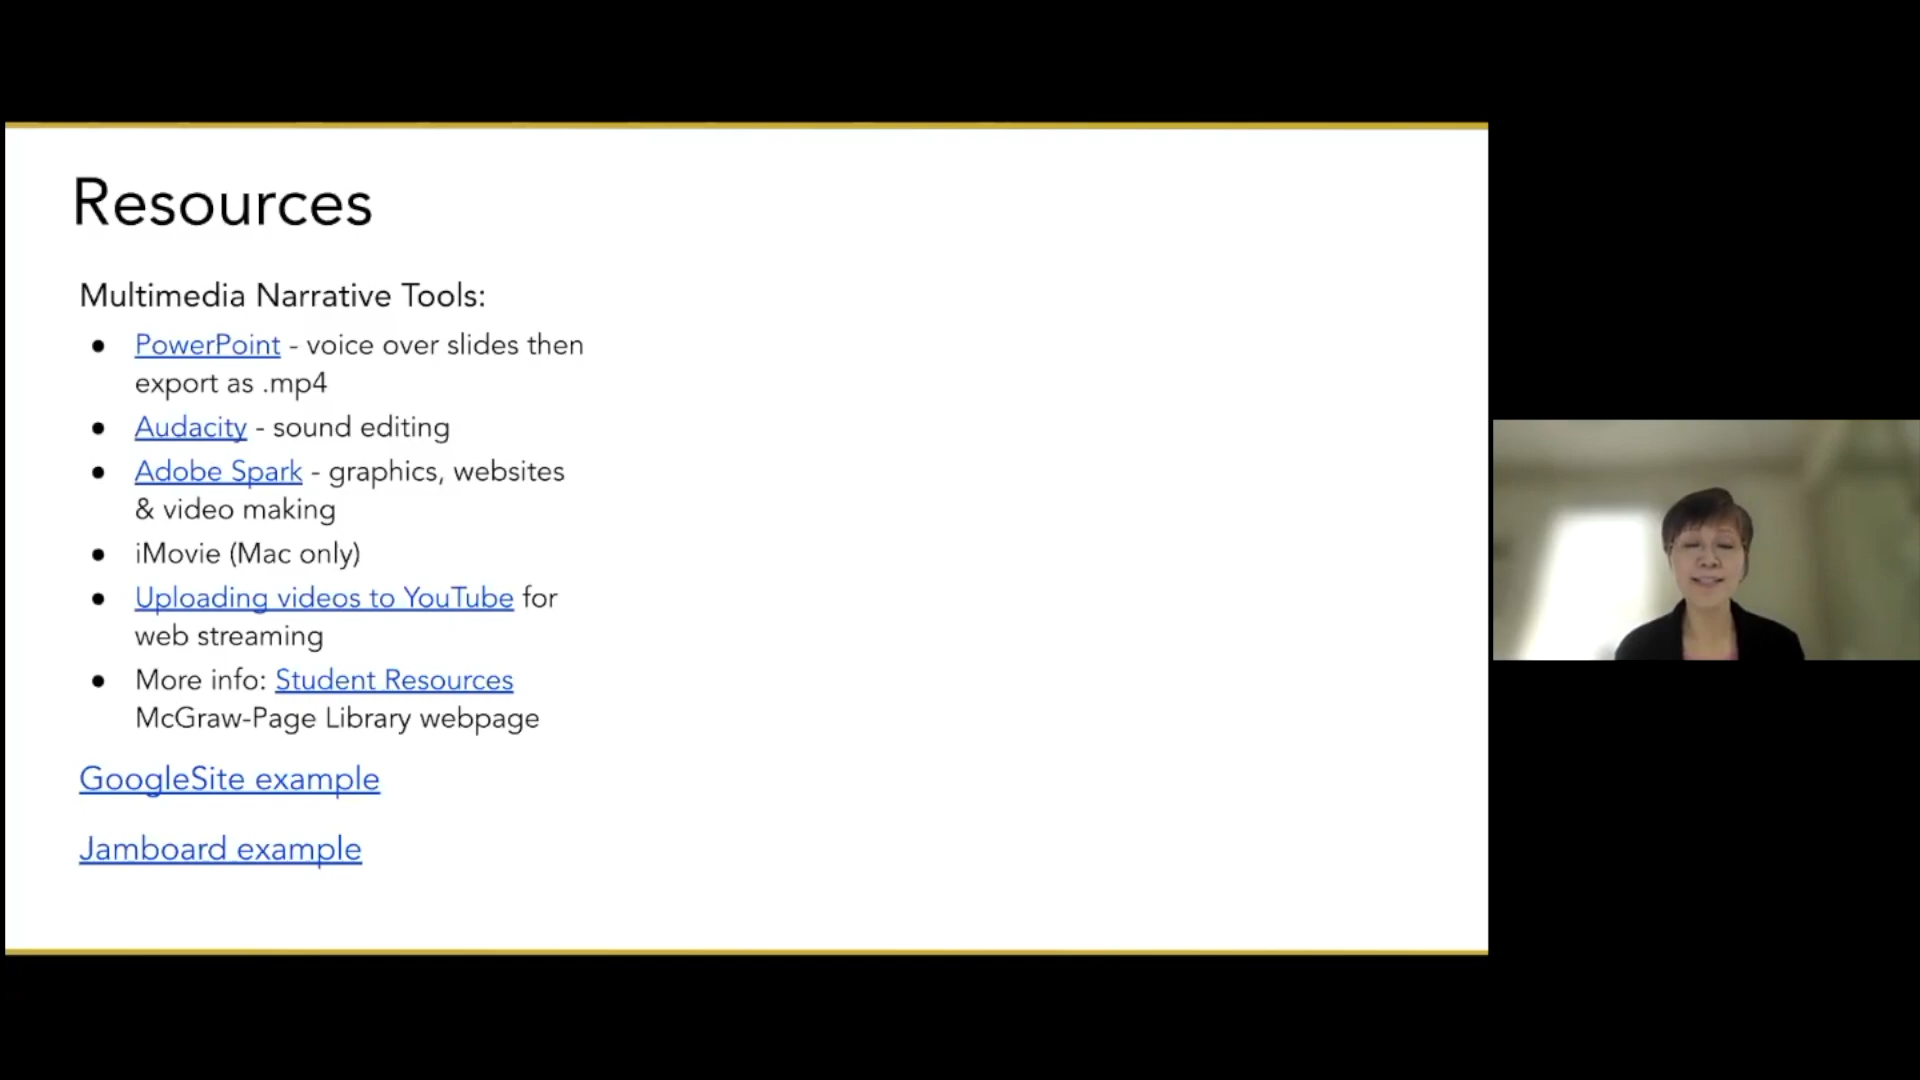 Resources
Multimedia Narrative Tools:
● PowerPoint - voice over slides then
export as .mp4
● Audacity - sound editing
● Adobe Spark - graphics, websites
& video making
● iMovie (Mac only)
● Uploading videos to YouTube for
web streaming
● More info: Student Resources
McGraw-Page Library webpage
GoogleSite example
Jamboard example